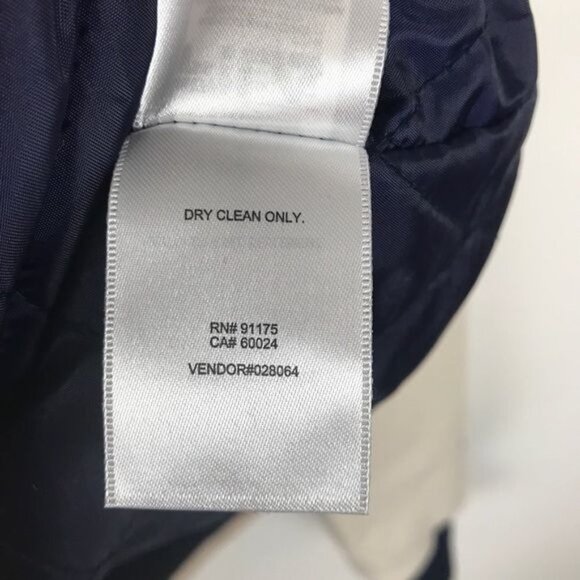 DRY CLEAN ONLY.
RN# 91175
CA# 60024
VENDOR#028064